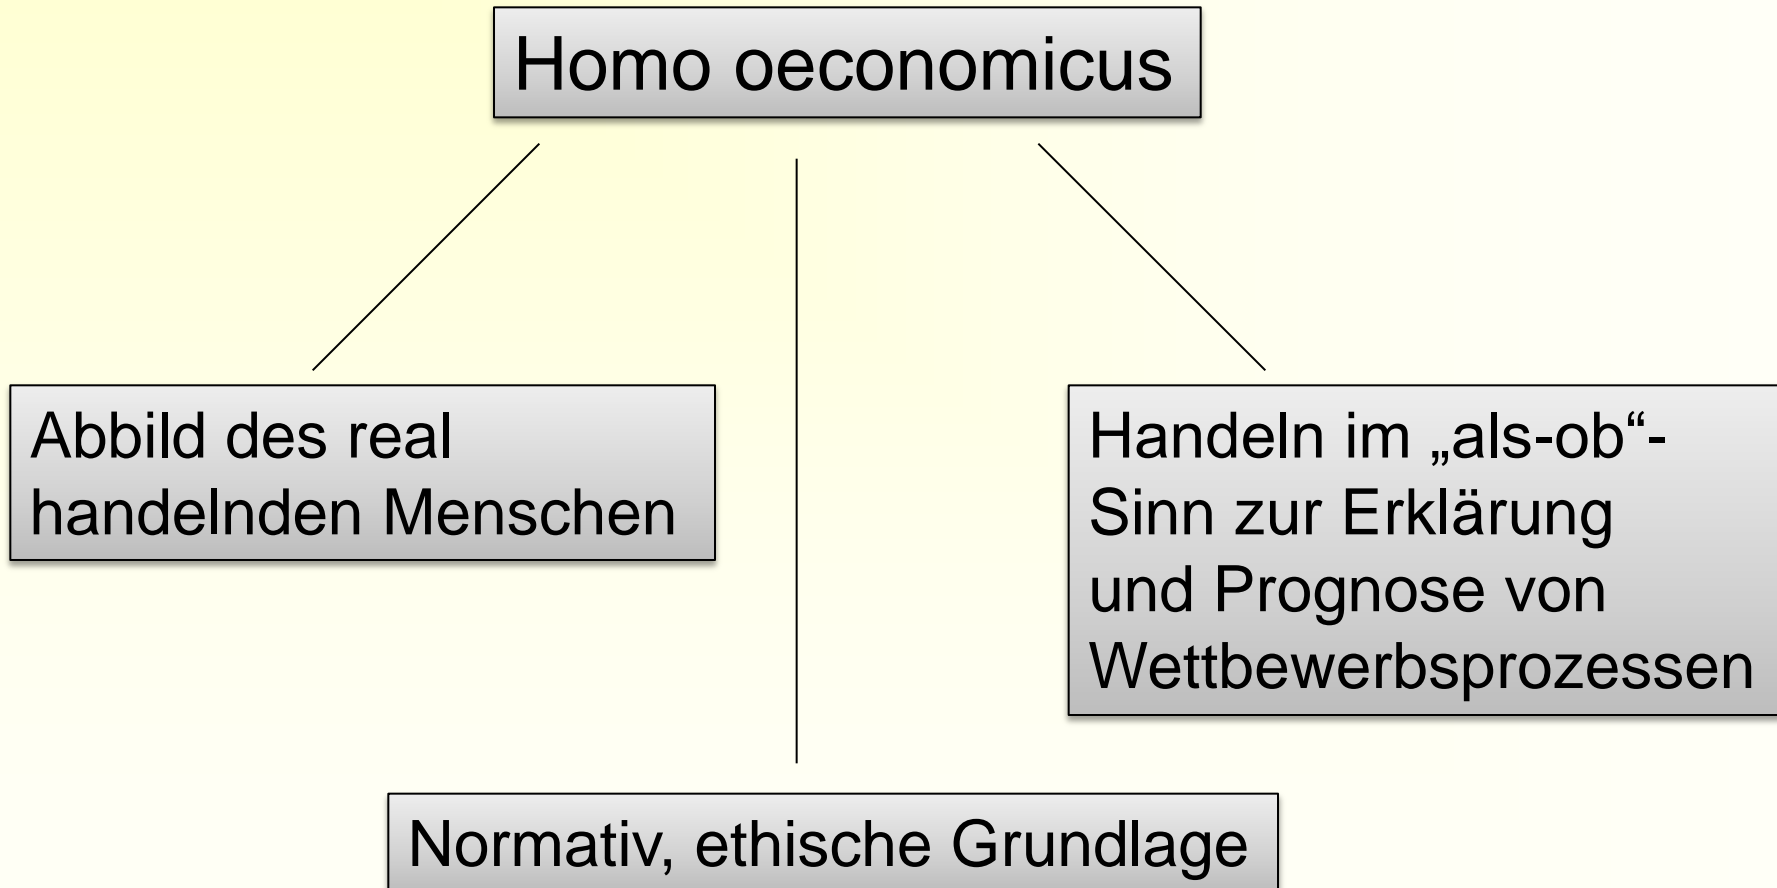 Homo oeconomicus
Abbild des real
handelnden Menschen
Handeln im „als-ob“-
Sinn zur Erklärung
und Prognose von
Wettbewerbsprozessen
Normativ, ethische Grundlage